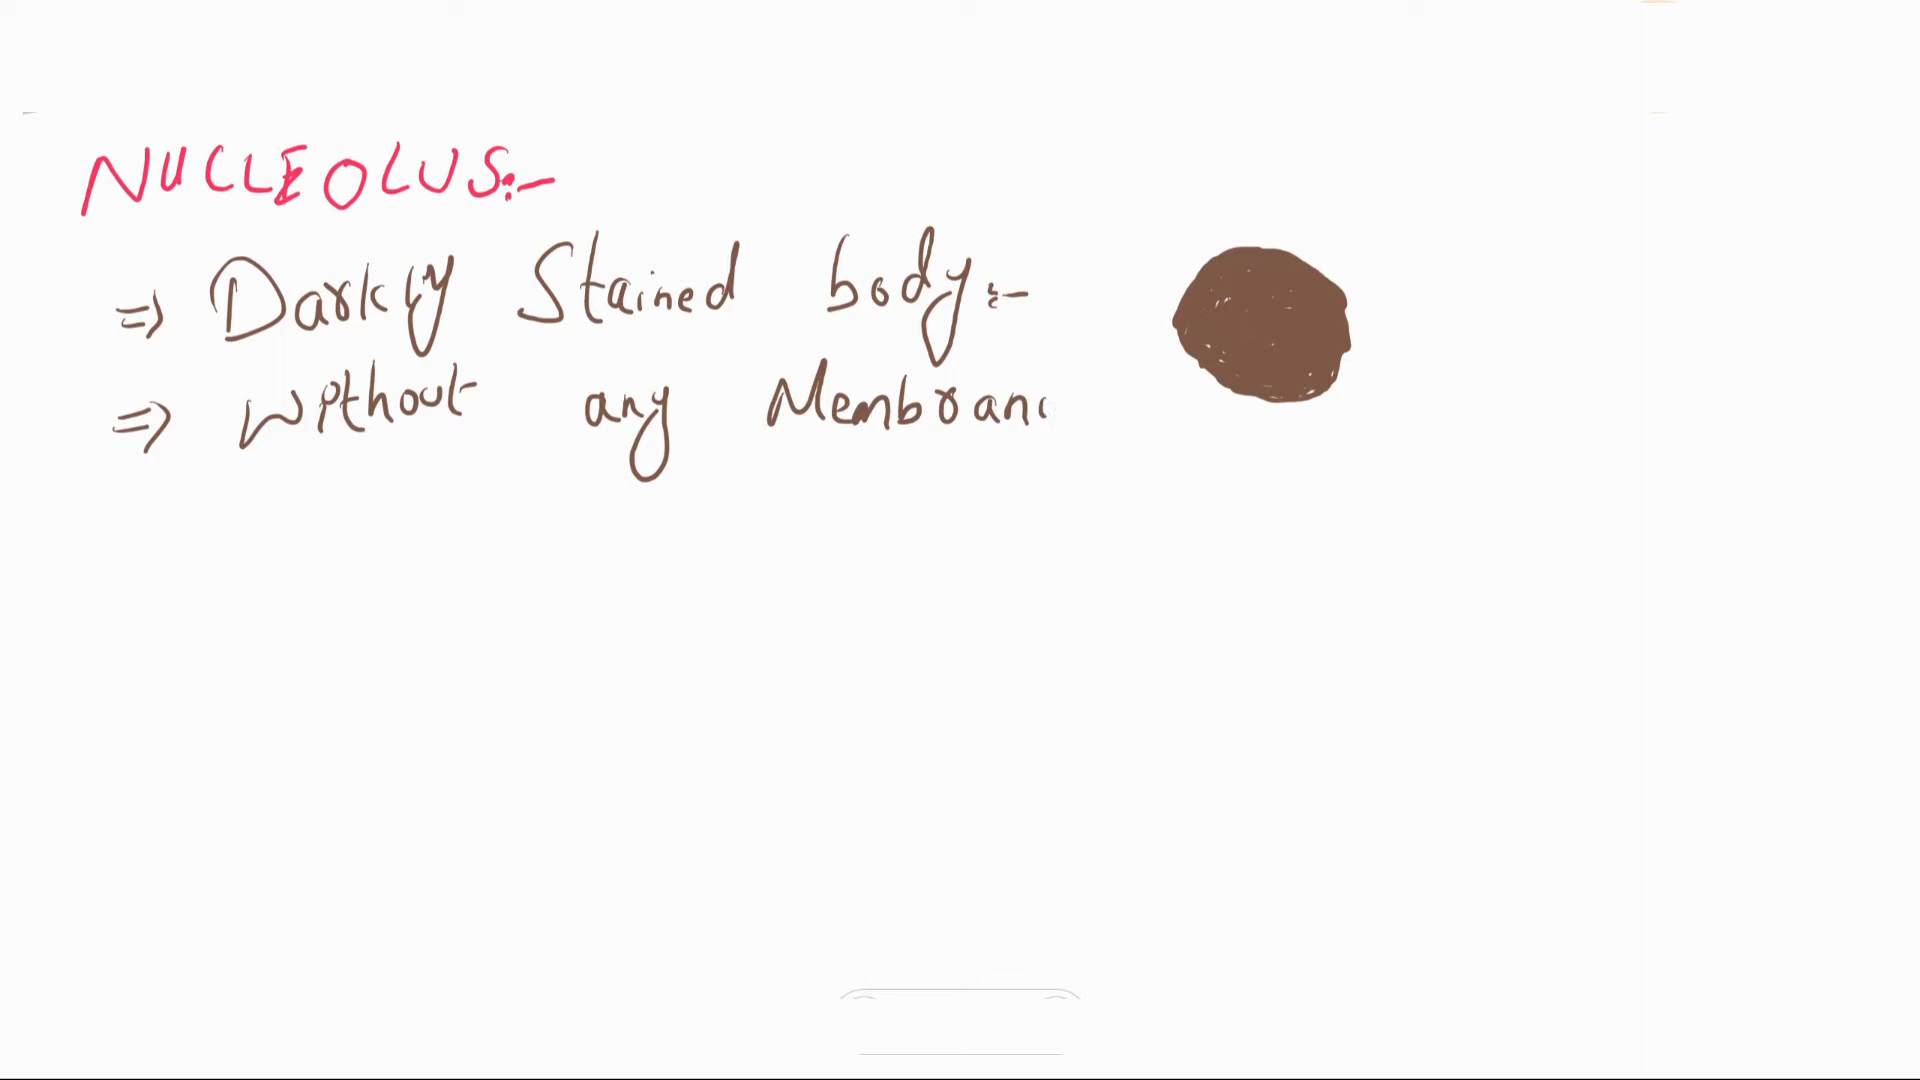 NUCLEOLUS:-
⇒ Darkly Stained body:-
⇒ Without any Membran